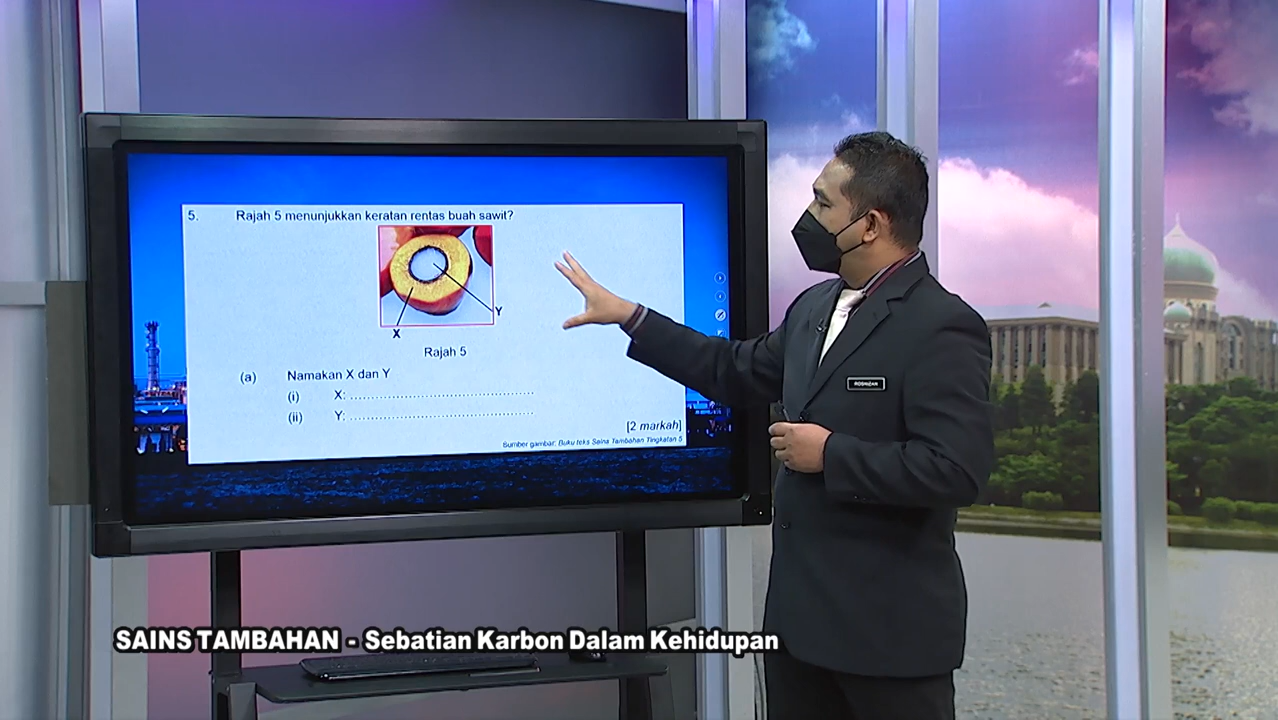 5. Rajah 5 menunjukkan keratan rentas buah sawit?
Y
X
Rajah 5
(a) Namakan X dan Y
(i) X: ................................................
(ii) Y: ................................................
[2 markah]
Sumber gambar: Buku teks Sains Tambahan Tingkatan 5
ROSNIZAM
SAINS TAMBAHAN - Sebatian Karbon Dalam Kehidupan